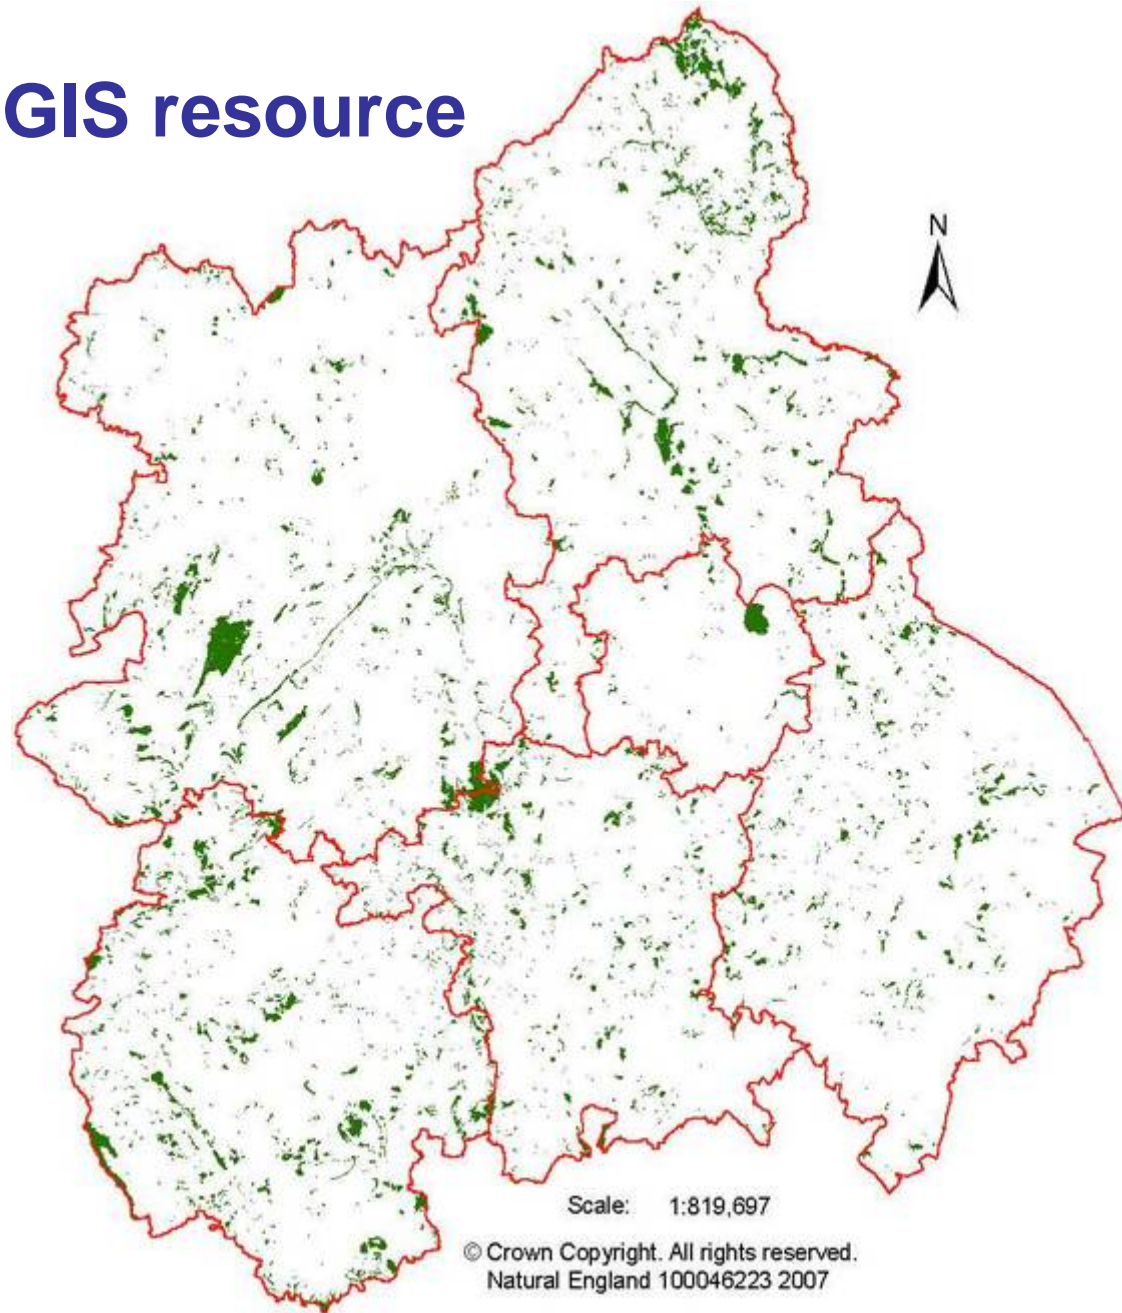 GIS resource
N
Scale: 1:819,697
© Crown Copyright. All rights reserved.
Natural England 100046223 2007